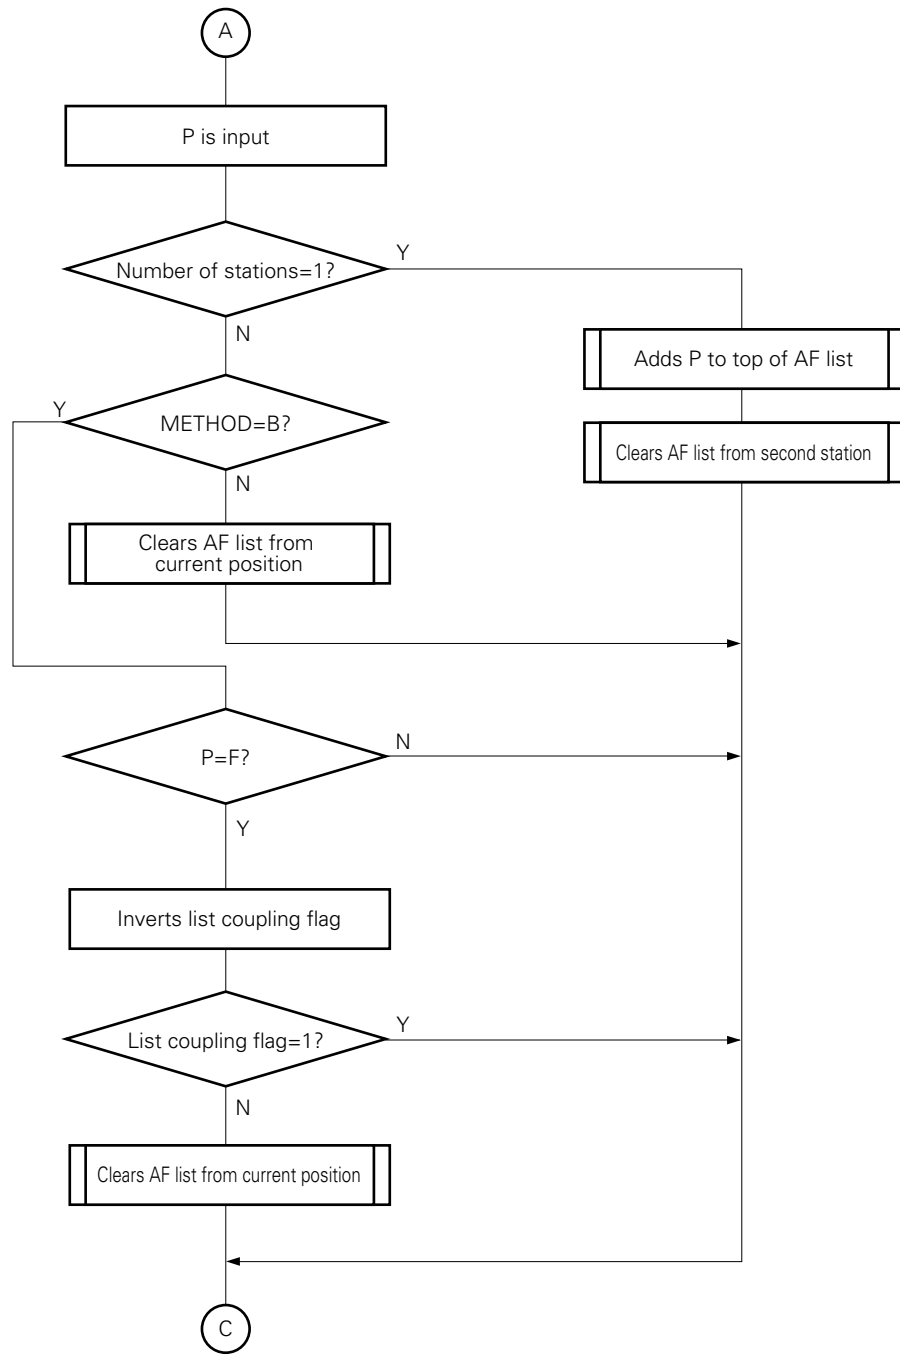 A
P is input
Number of stations=1?
Y
N
Adds P to top of AF list
Y
METHOD=B?
Clears AF list from second station
N
Clears AF list from
current position
P=F?
N
Y
Inverts list coupling flag
List coupling flag=1?
Y
N
Clears AF list from current position
C